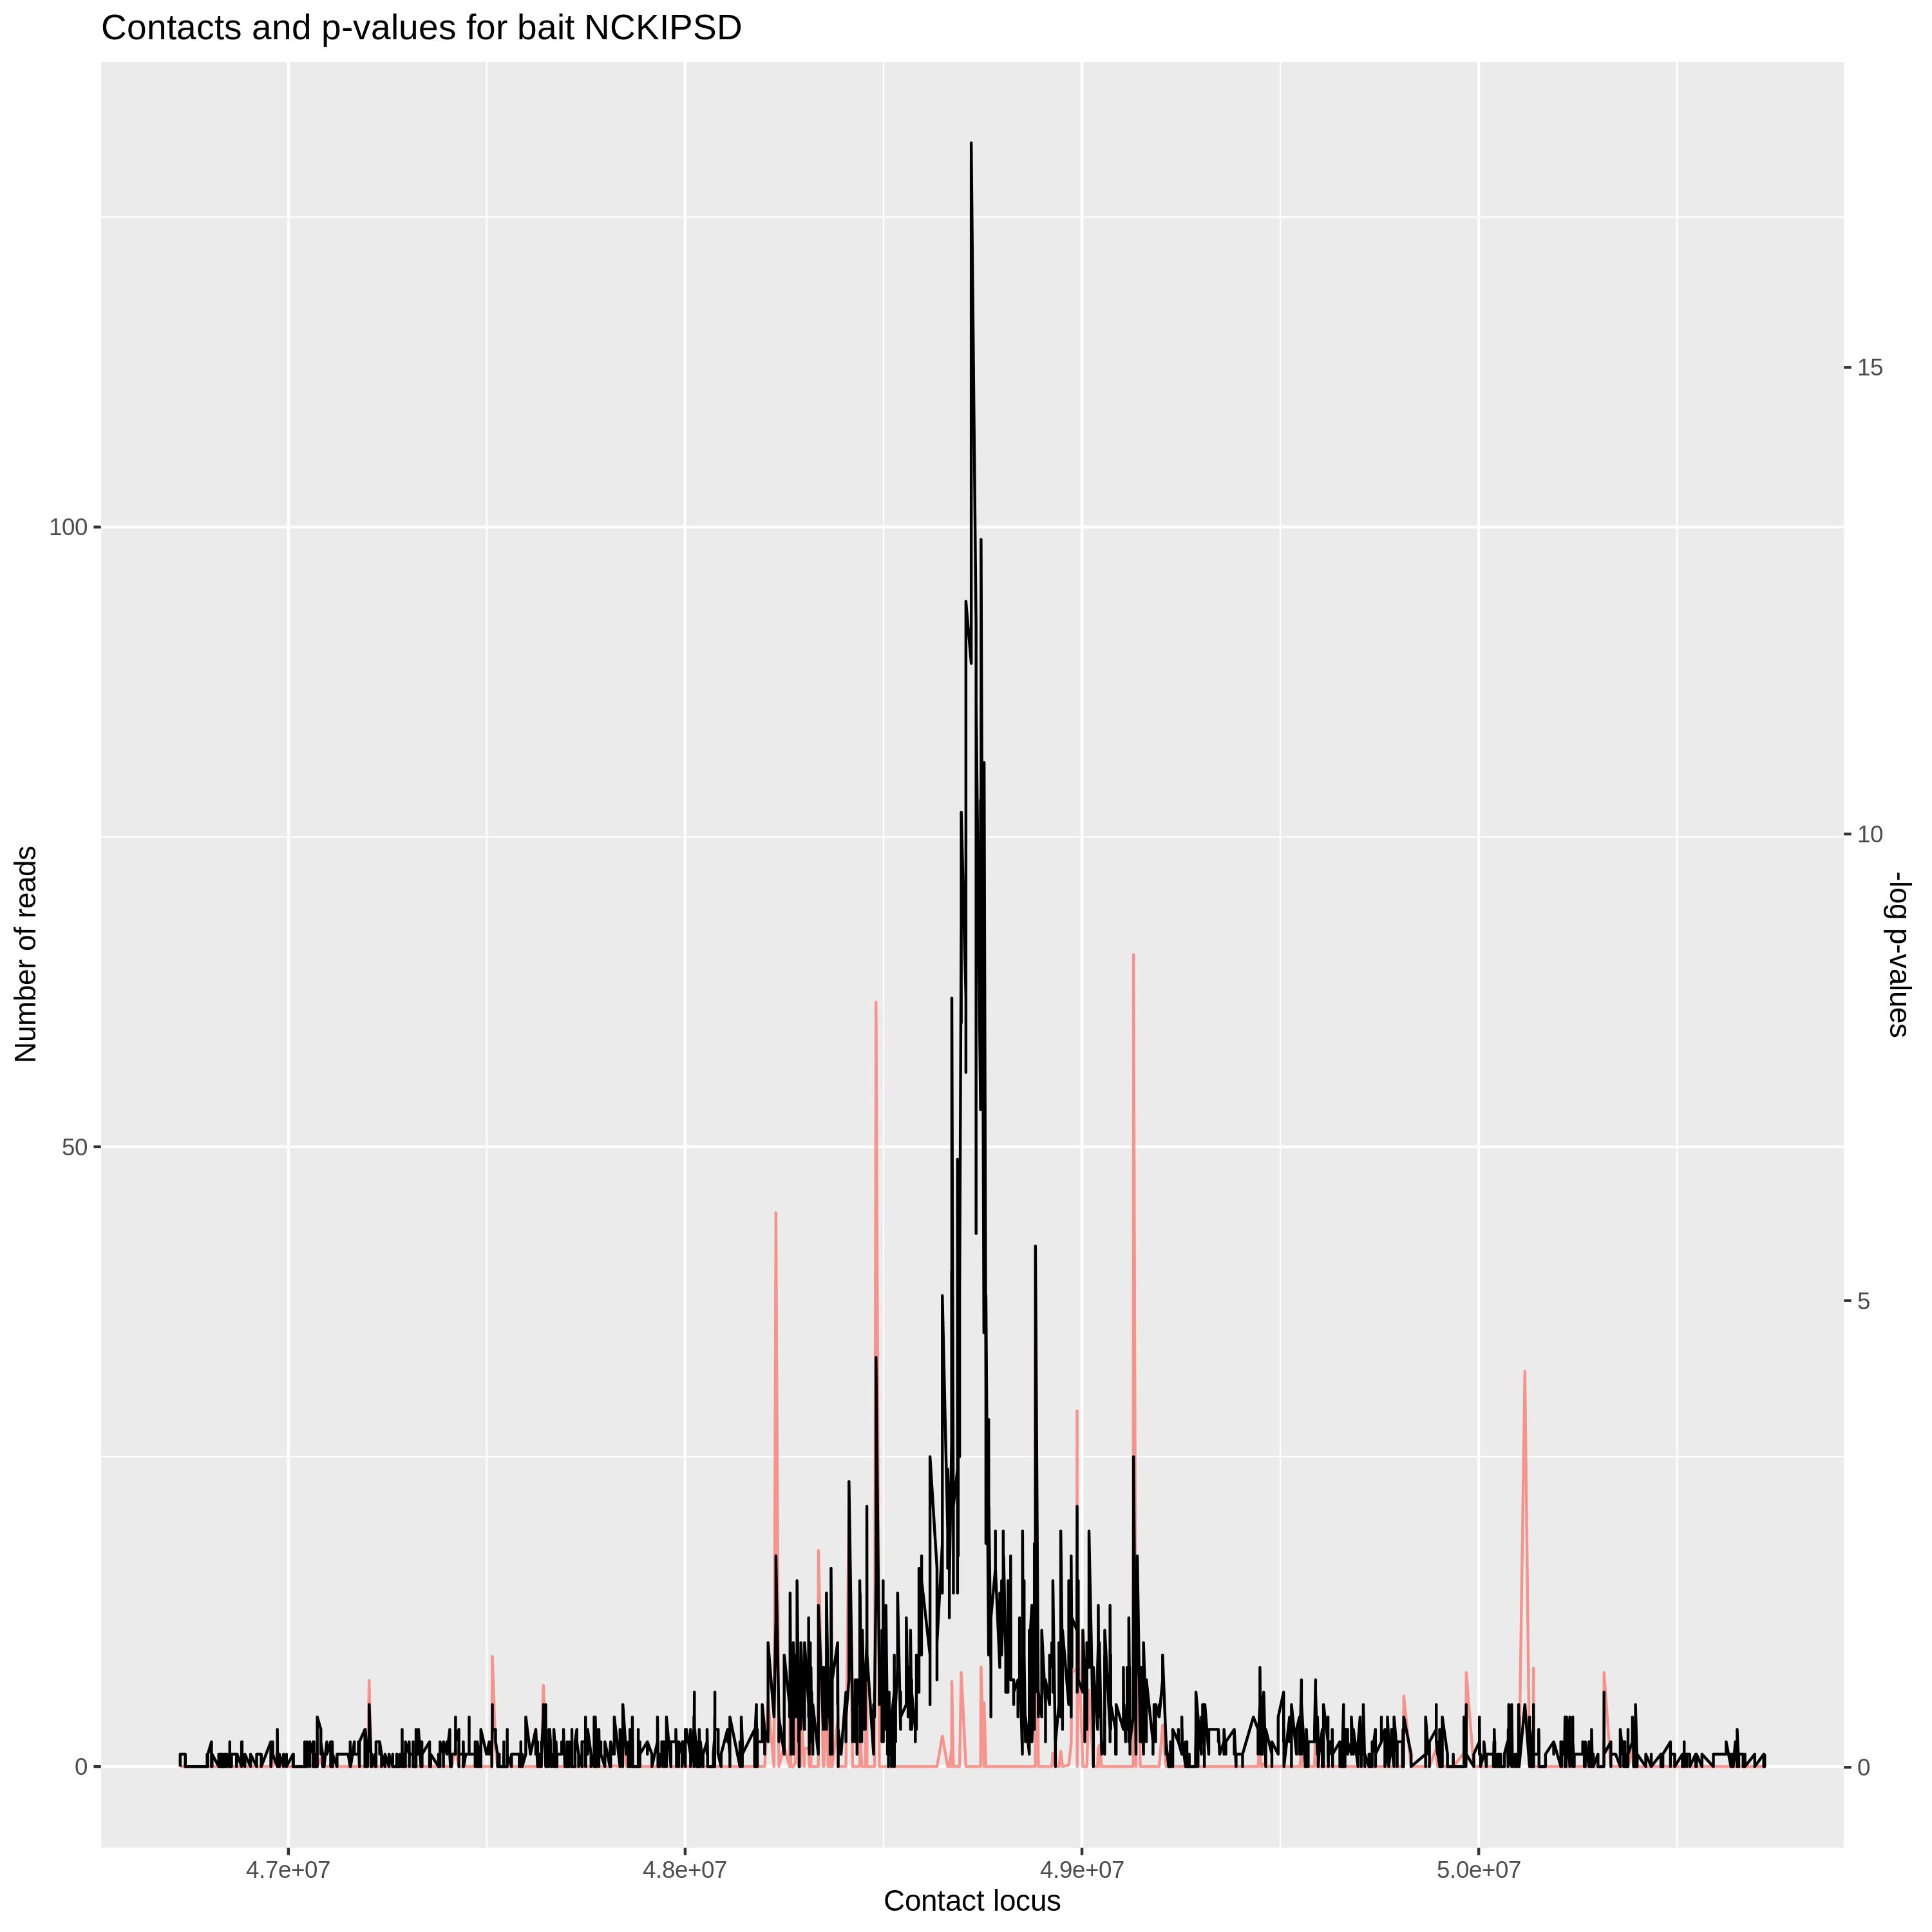 Contacts and p-values for bait NCKIPSD
100
50
0
Number of reads
15
10
5
0
-log p-values
4.7e+07
4.8e+07
4.9e+07
5.0e+07
Contact locus